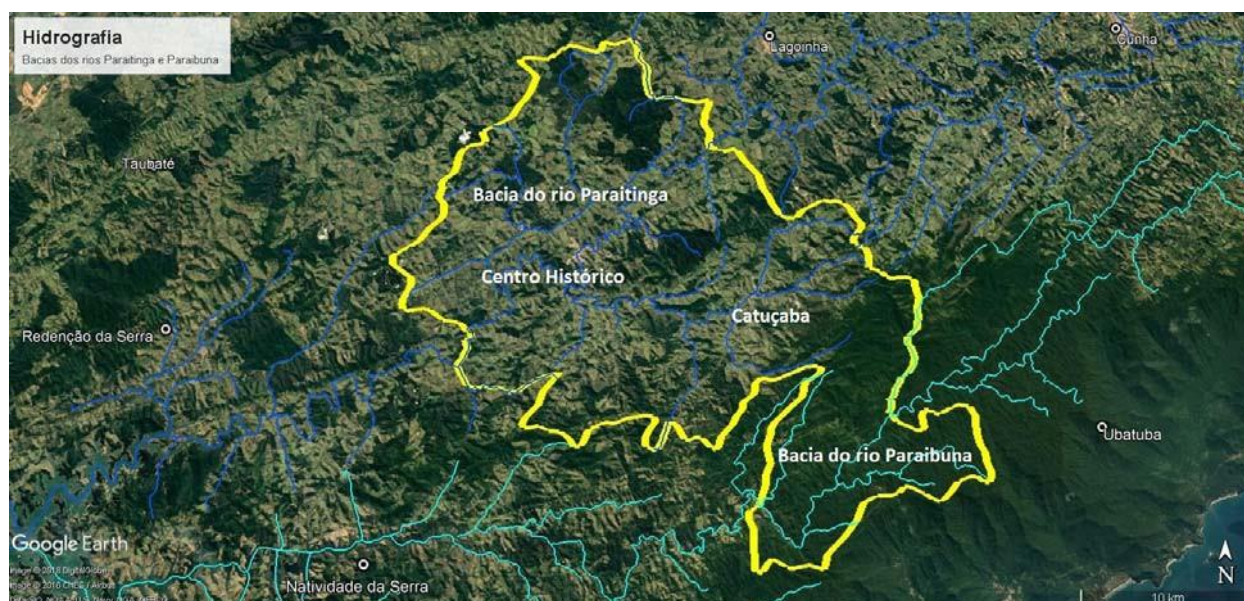 Hidrografia
Bacias dos rios Paraitinga e Paraibuna
Lagoinha
Cunha
Taubaté
Bacia do rio Paraitinga
Centro Histórico
Catuçaba
Redenção da Serra
Ubatuba
Bacia do rio Paraibuna
Google Earth
Natividade da Serra
N
10 km